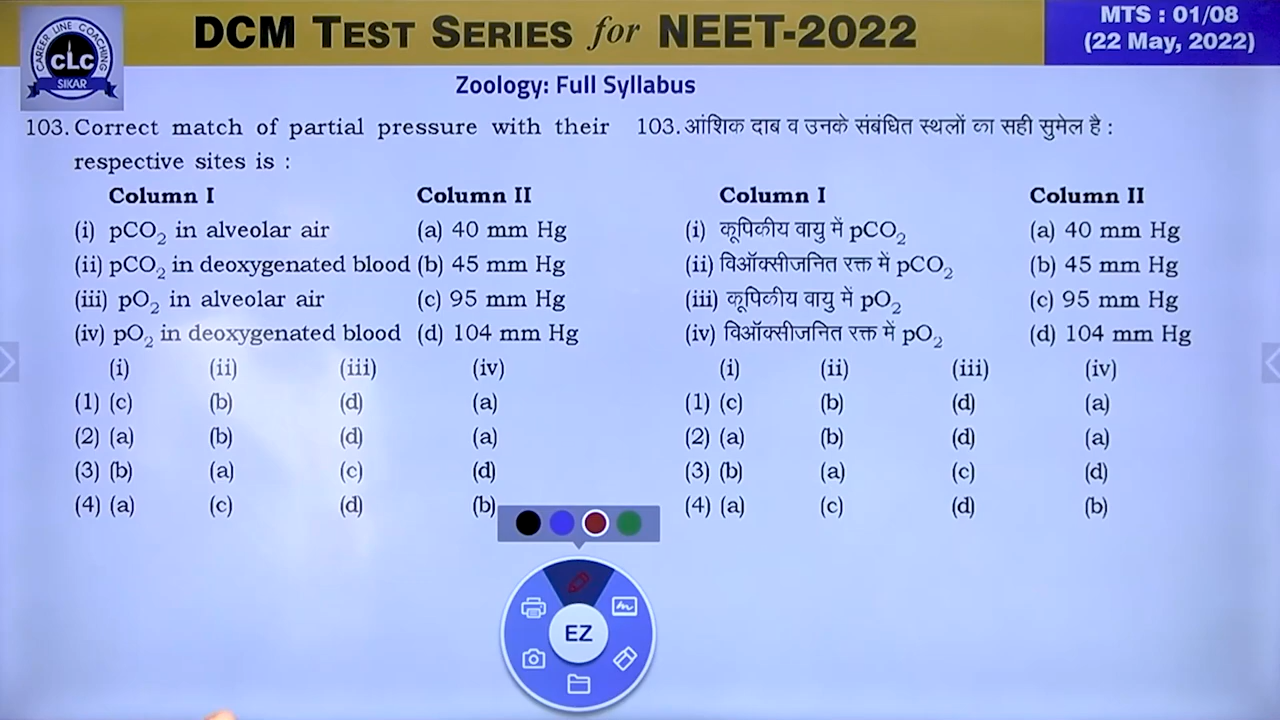 DCM TEST SERIES for NEET-2022
MTS : 01/08
(22 May, 2022)
CAREER LINE COACHING
CLC
SIKAR
Zoology: Full Syllabus
103. Correct match of partial pressure with their
respective sites is :
Column I Column II
(i) pCO₂ in alveolar air (a) 40 mm Hg
(ii) pCO₂ in deoxygenated blood (b) 45 mm Hg
(iii) pO₂ in alveolar air (c) 95 mm Hg
(iv) pO₂ in deoxygenated blood (d) 104 mm Hg
(i) (ii) (iii) (iv)
(1) (c) (b) (d) (a)
(2) (a) (b) (d) (a)
(3) (b) (a) (c) (d)
(4) (a) (c) (d) (b)
103. आंशिक दाब व उनके संबंधित स्थलों का सही सुमेल है :
Column I Column II
(i) कूपिकीय वायु में pCO₂ (a) 40 mm Hg
(ii) विऑक्सीजनित रक्त में pCO₂ (b) 45 mm Hg
(iii) कूपिकीय वायु में pO₂ (c) 95 mm Hg
(iv) विऑक्सीजनित रक्त में pO₂ (d) 104 mm Hg
(i) (ii) (iii) (iv)
(1) (c) (b) (d) (a)
(2) (a) (b) (d) (a)
(3) (b) (a) (c) (d)
(4) (a) (c) (d) (b)
EZ